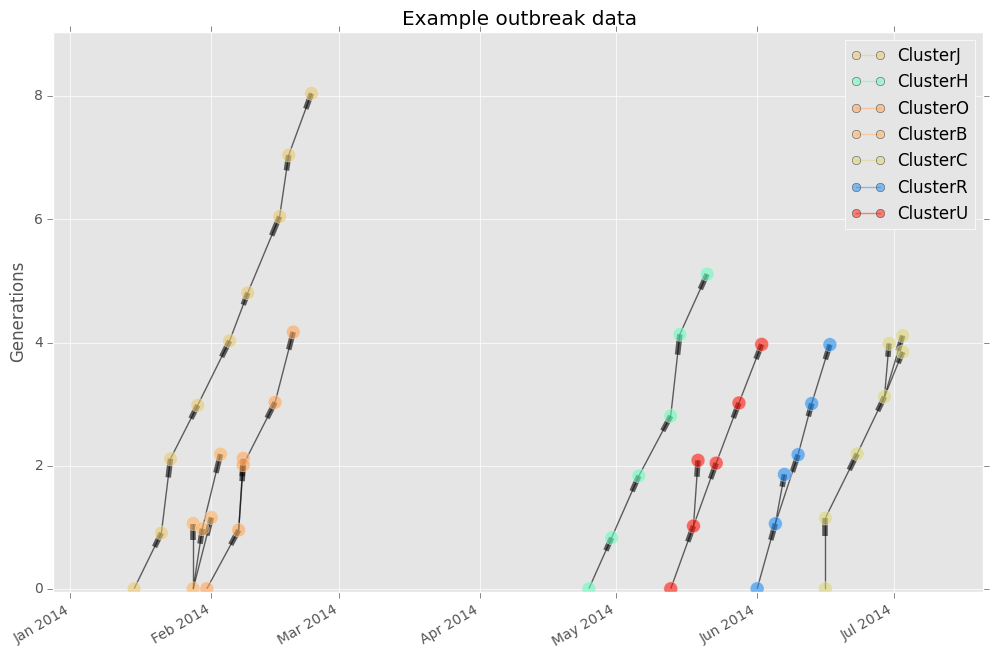 Example outbreak data
ClusterJ
ClusterH
ClusterO
ClusterB
ClusterC
ClusterR
ClusterU
Generations
8
6
4
2
0
Jan 2014
Feb 2014
Mar 2014
Apr 2014
May 2014
Jun 2014
Jul 2014